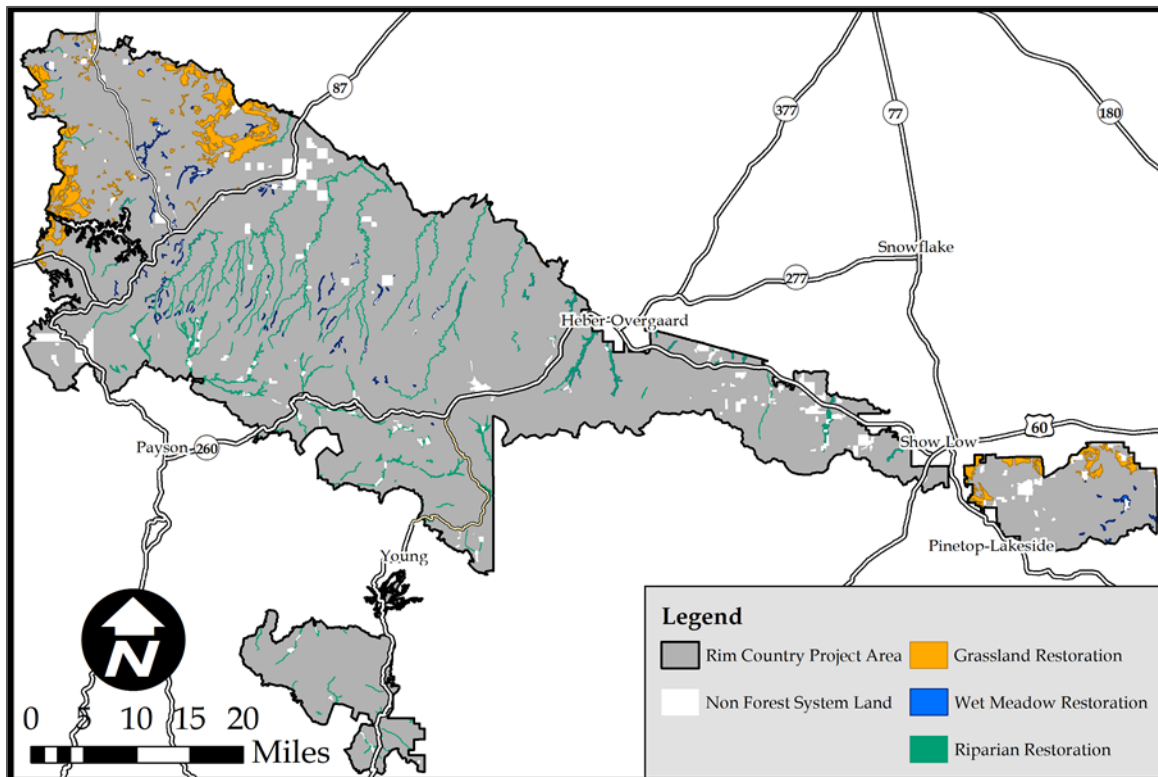 87
377
77
180
Snowflake
277
Heber-Overgaard
60
Show Low
Payson
260
Pinetop-Lakeside
Young
N
0 5 10 15 20
Miles
Legend
Rim Country Project Area
Non Forest System Land
Grassland Restoration
Wet Meadow Restoration
Riparian Restoration